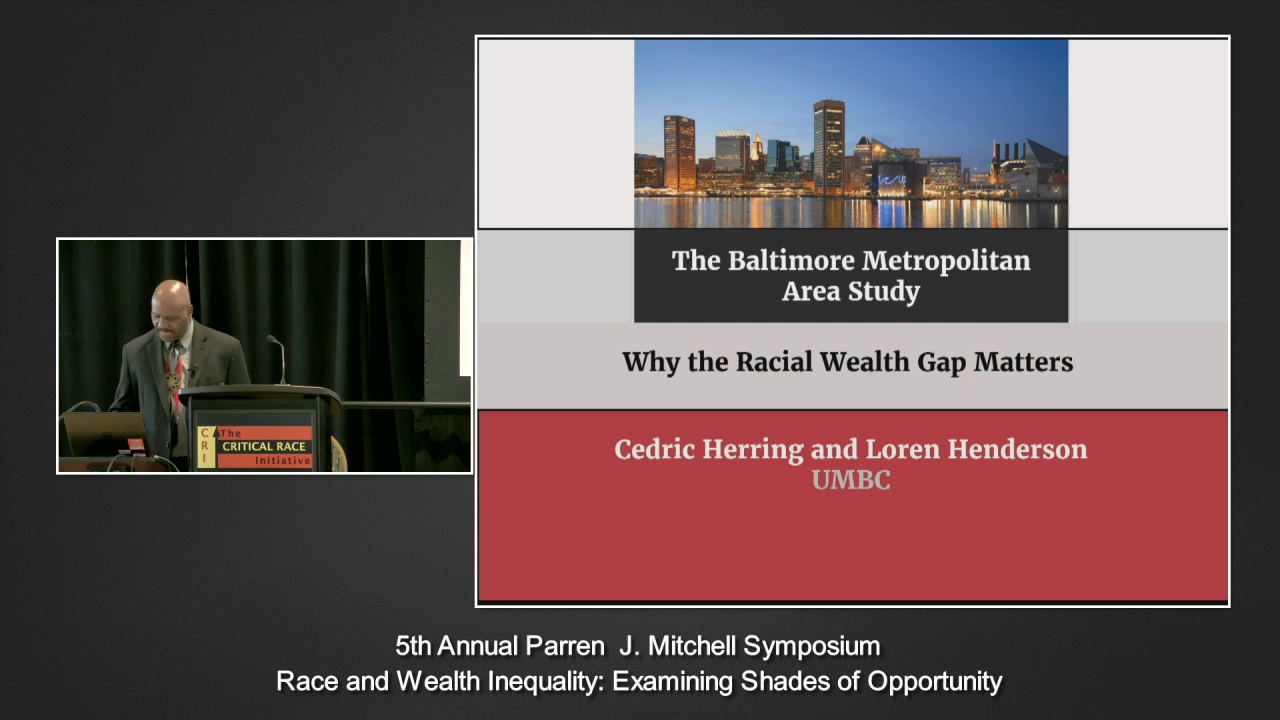 The Baltimore Metropolitan
Area Study
Why the Racial Wealth Gap Matters
Cedric Herring and Loren Henderson
UMBC
CRI
The
CRITICAL RACE
Initiative
5th Annual Parren J. Mitchell Symposium
Race and Wealth Inequality: Examining Shades of Opportunity